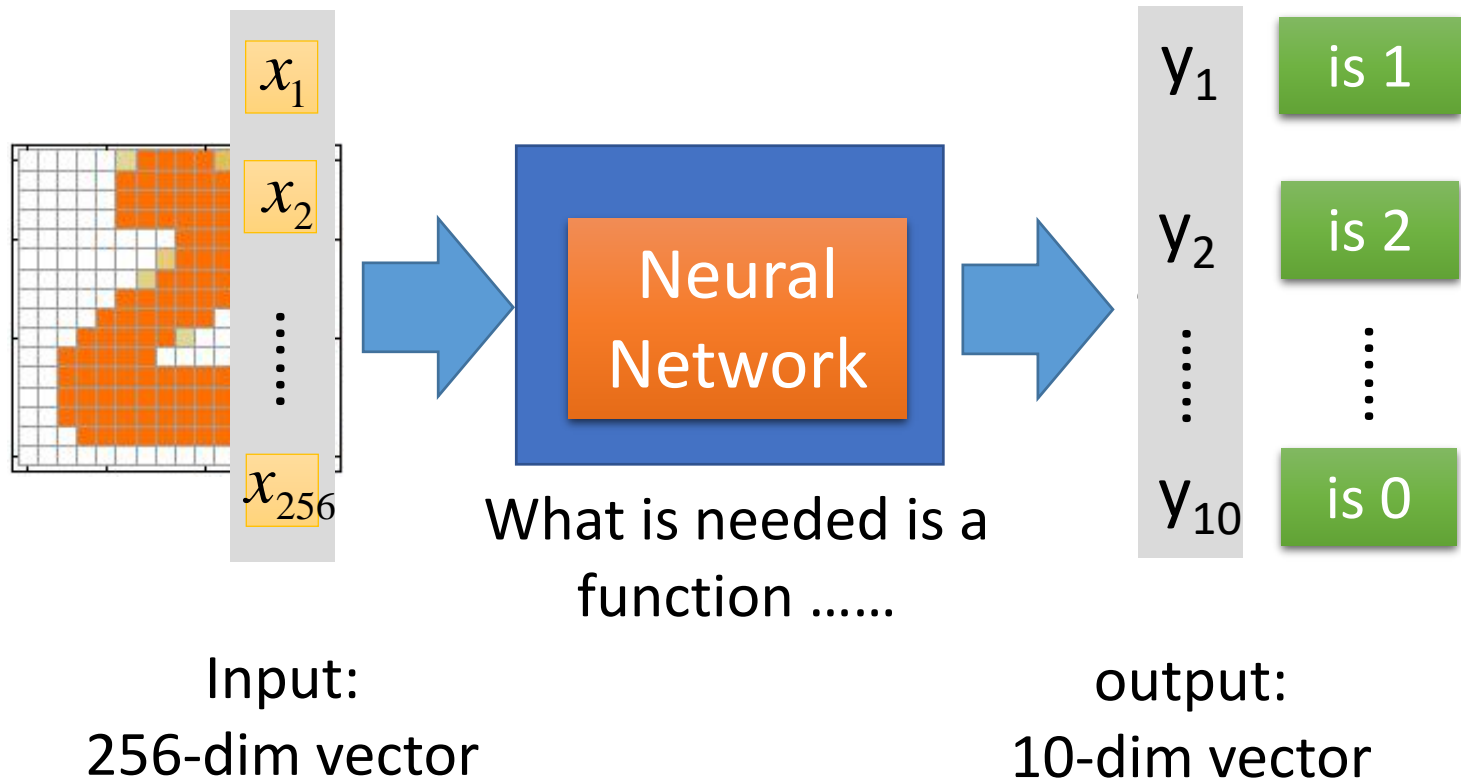 x₁
x₂
⋮
x₂₅₆
Neural
Network
What is needed is a
function ……
y₁
is 1
y₂
is 2
⋮
⋮
y₁₀
is 0
Input:
256-dim vector
output:
10-dim vector